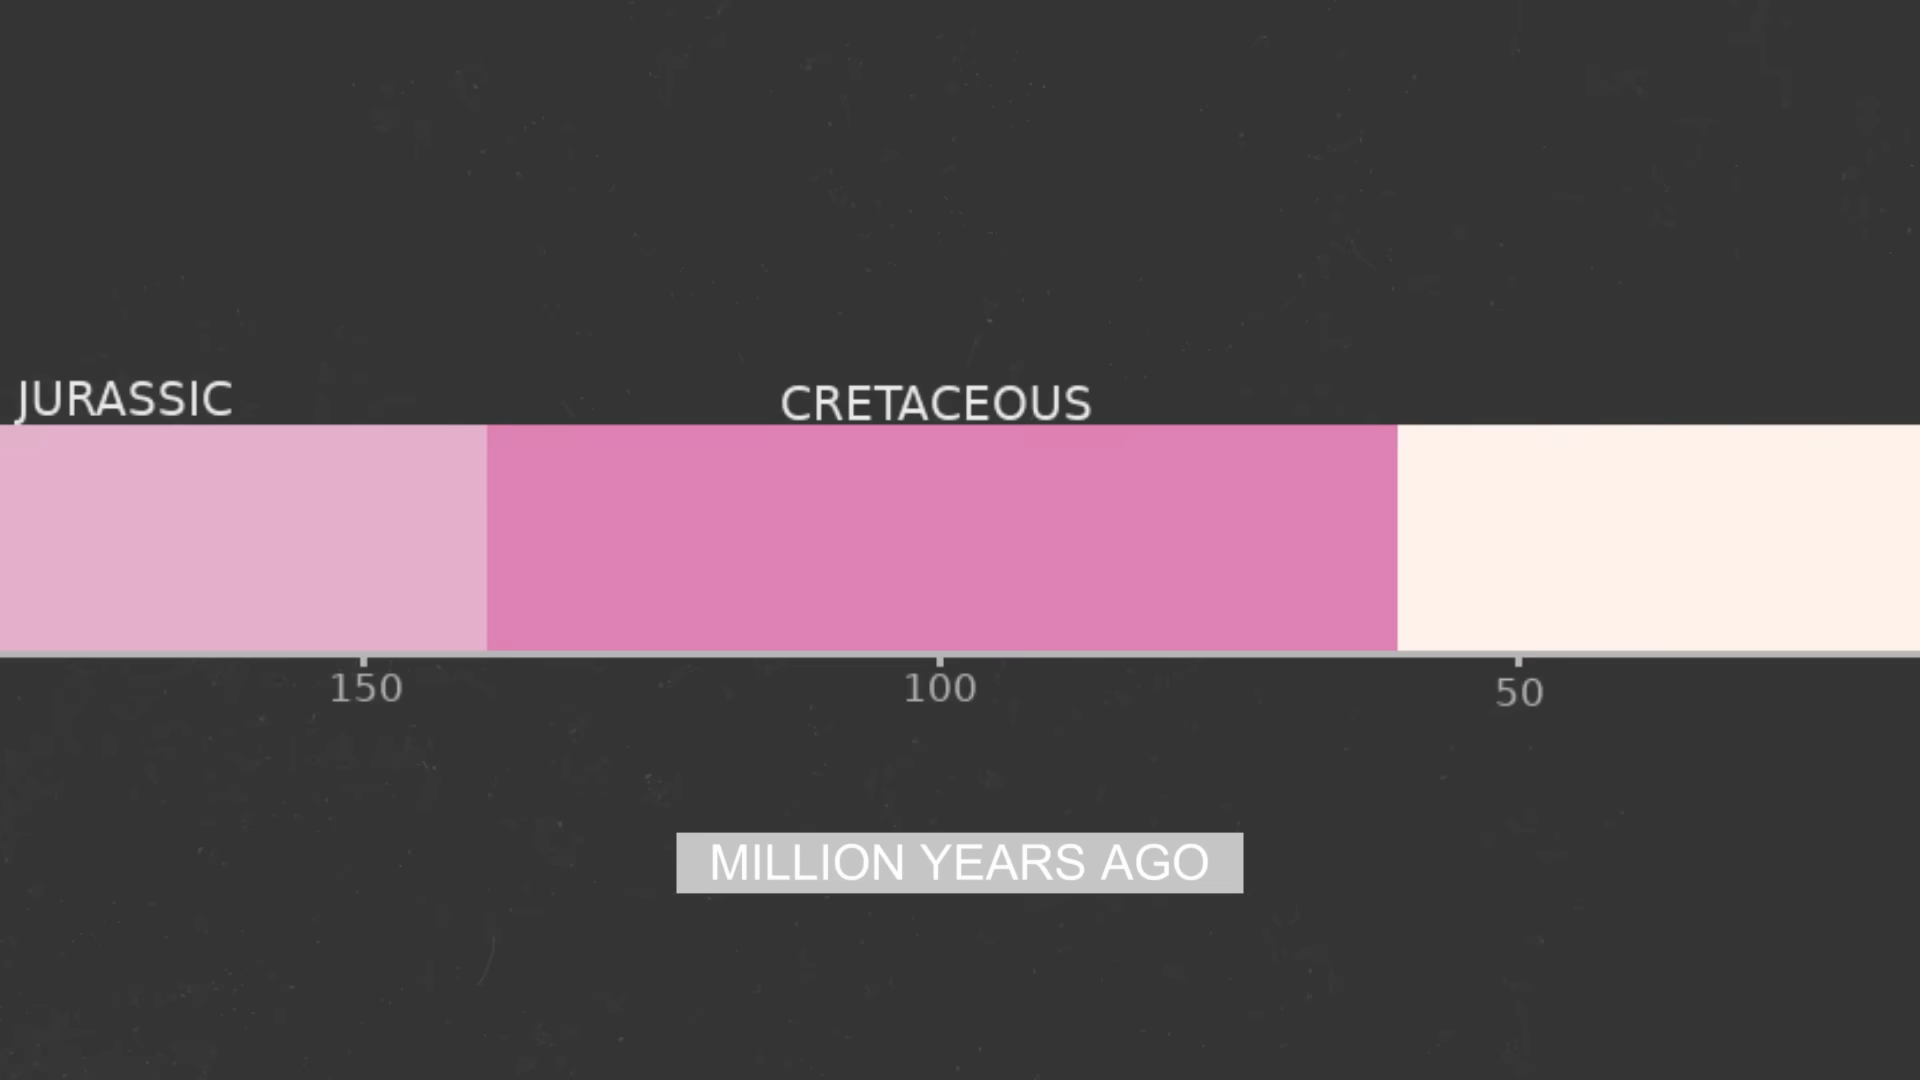 JURASSIC
CRETACEOUS
150
100
50
MILLION YEARS AGO